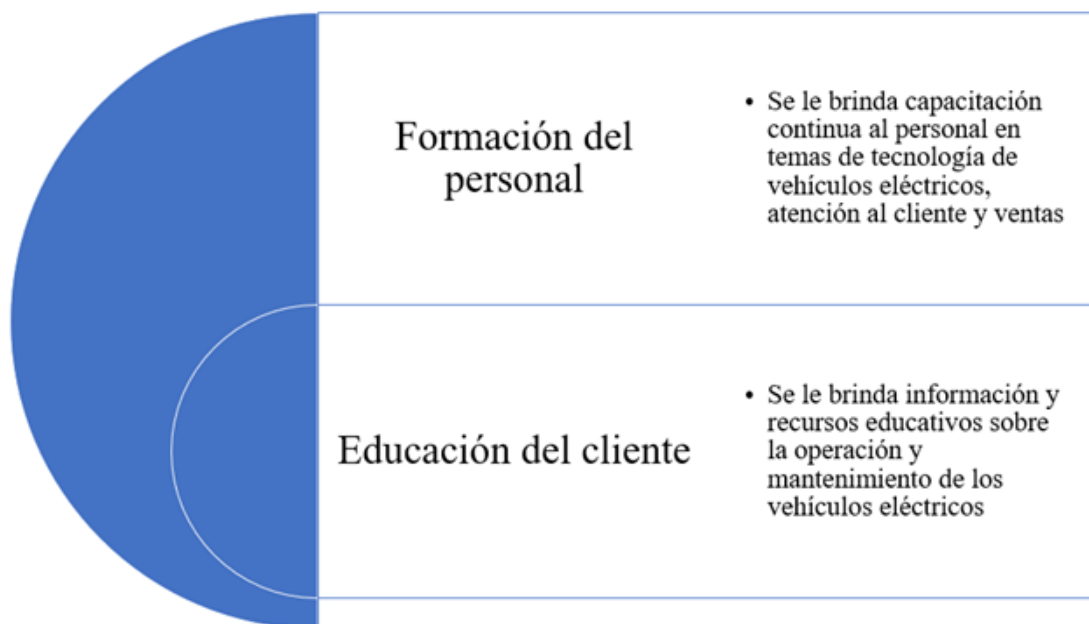 Formación del
personal
• Se le brinda capacitación
continua al personal en
temas de tecnología de
vehículos eléctricos,
atención al cliente y ventas
Educación del cliente
• Se le brinda información y
recursos educativos sobre
la operación y
mantenimiento de los
vehículos eléctricos